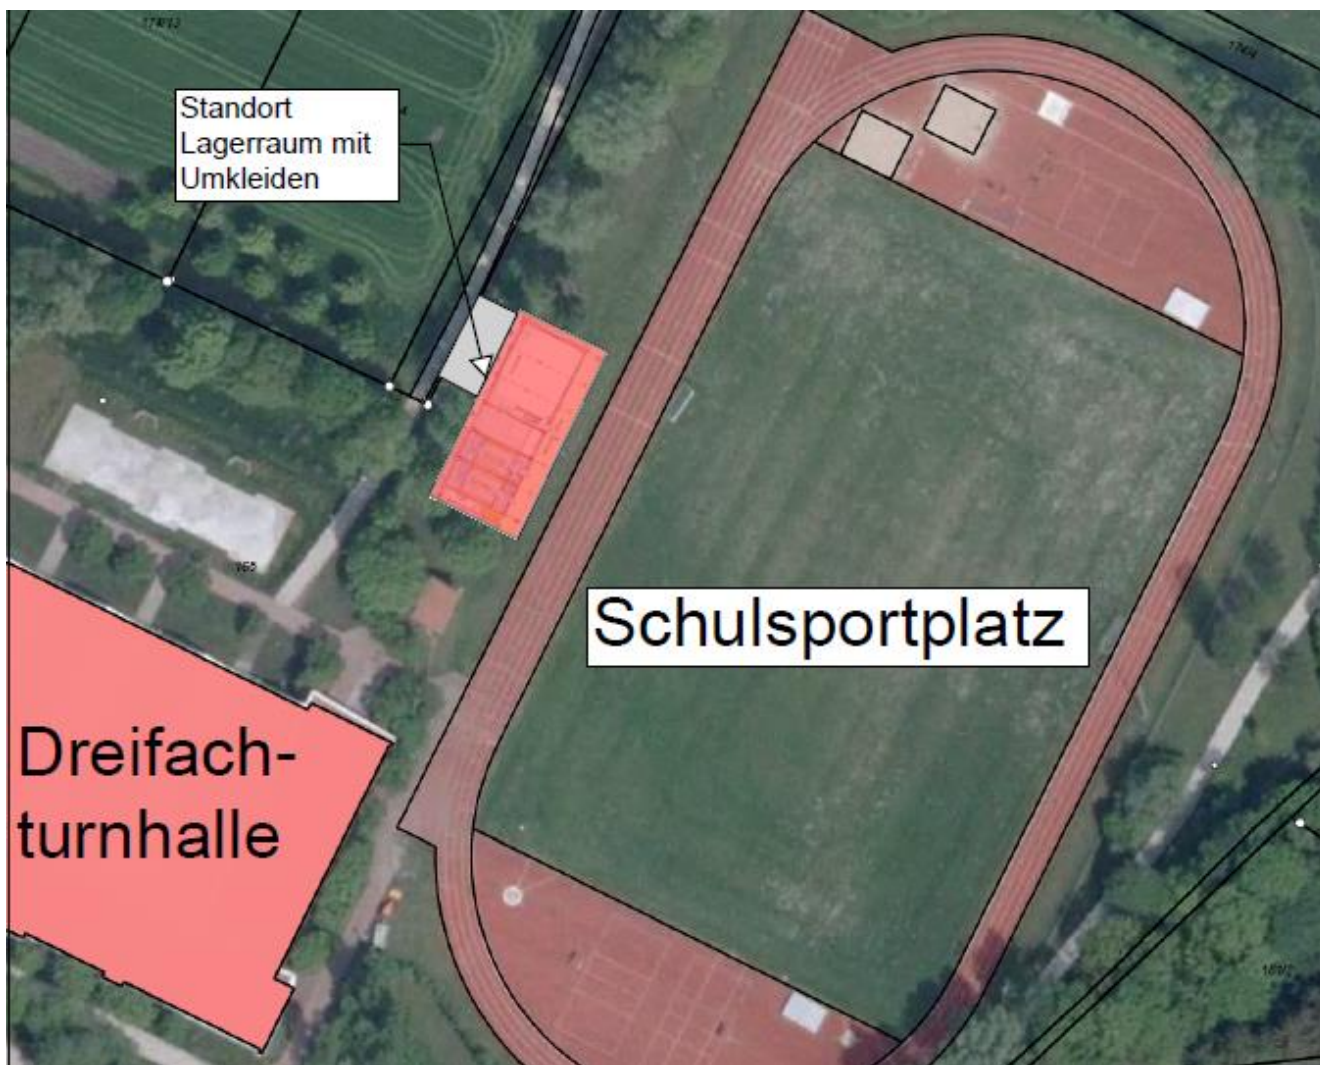 Standort
Lagerraum mit
Umkleiden
Schulsportplatz
Dreifach-
turnhalle